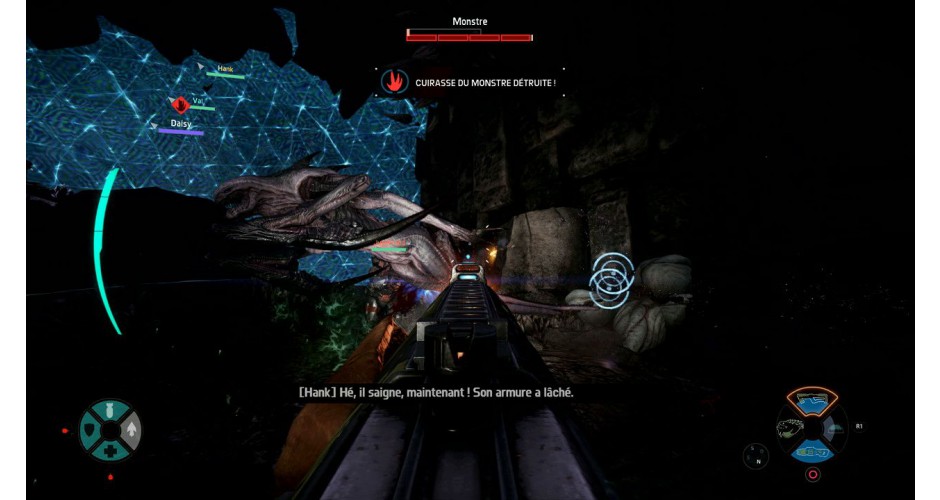 Monstre
CUIRASSE DU MONSTRE DÉTRUITE !
Hank
Val
Daisy
[Hank] Hé, il saigne, maintenant ! Son armure a lâché.
R1
S
N